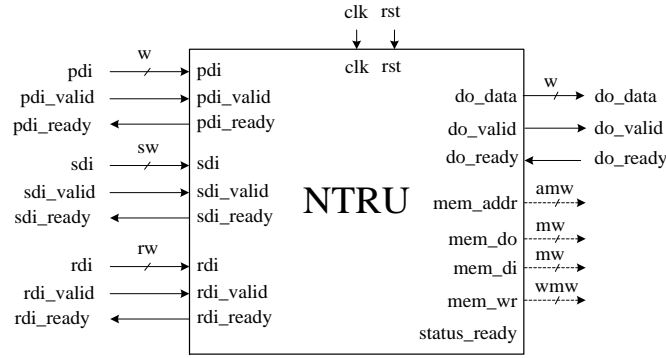 clk rst
clk rst
w
pdi pdi
pdi_valid pdi_valid
pdi_ready pdi_ready
sw
sdi sdi
sdi_valid sdi_valid
sdi_ready sdi_ready
rw
rdi rdi
rdi_valid rdi_valid
rdi_ready rdi_ready
NTRU
w
do_data do_data
do_valid do_valid
do_ready do_ready
amw
mem_addr
mw
mem_do
mw
mem_di
wmw
mem_wr
status_ready